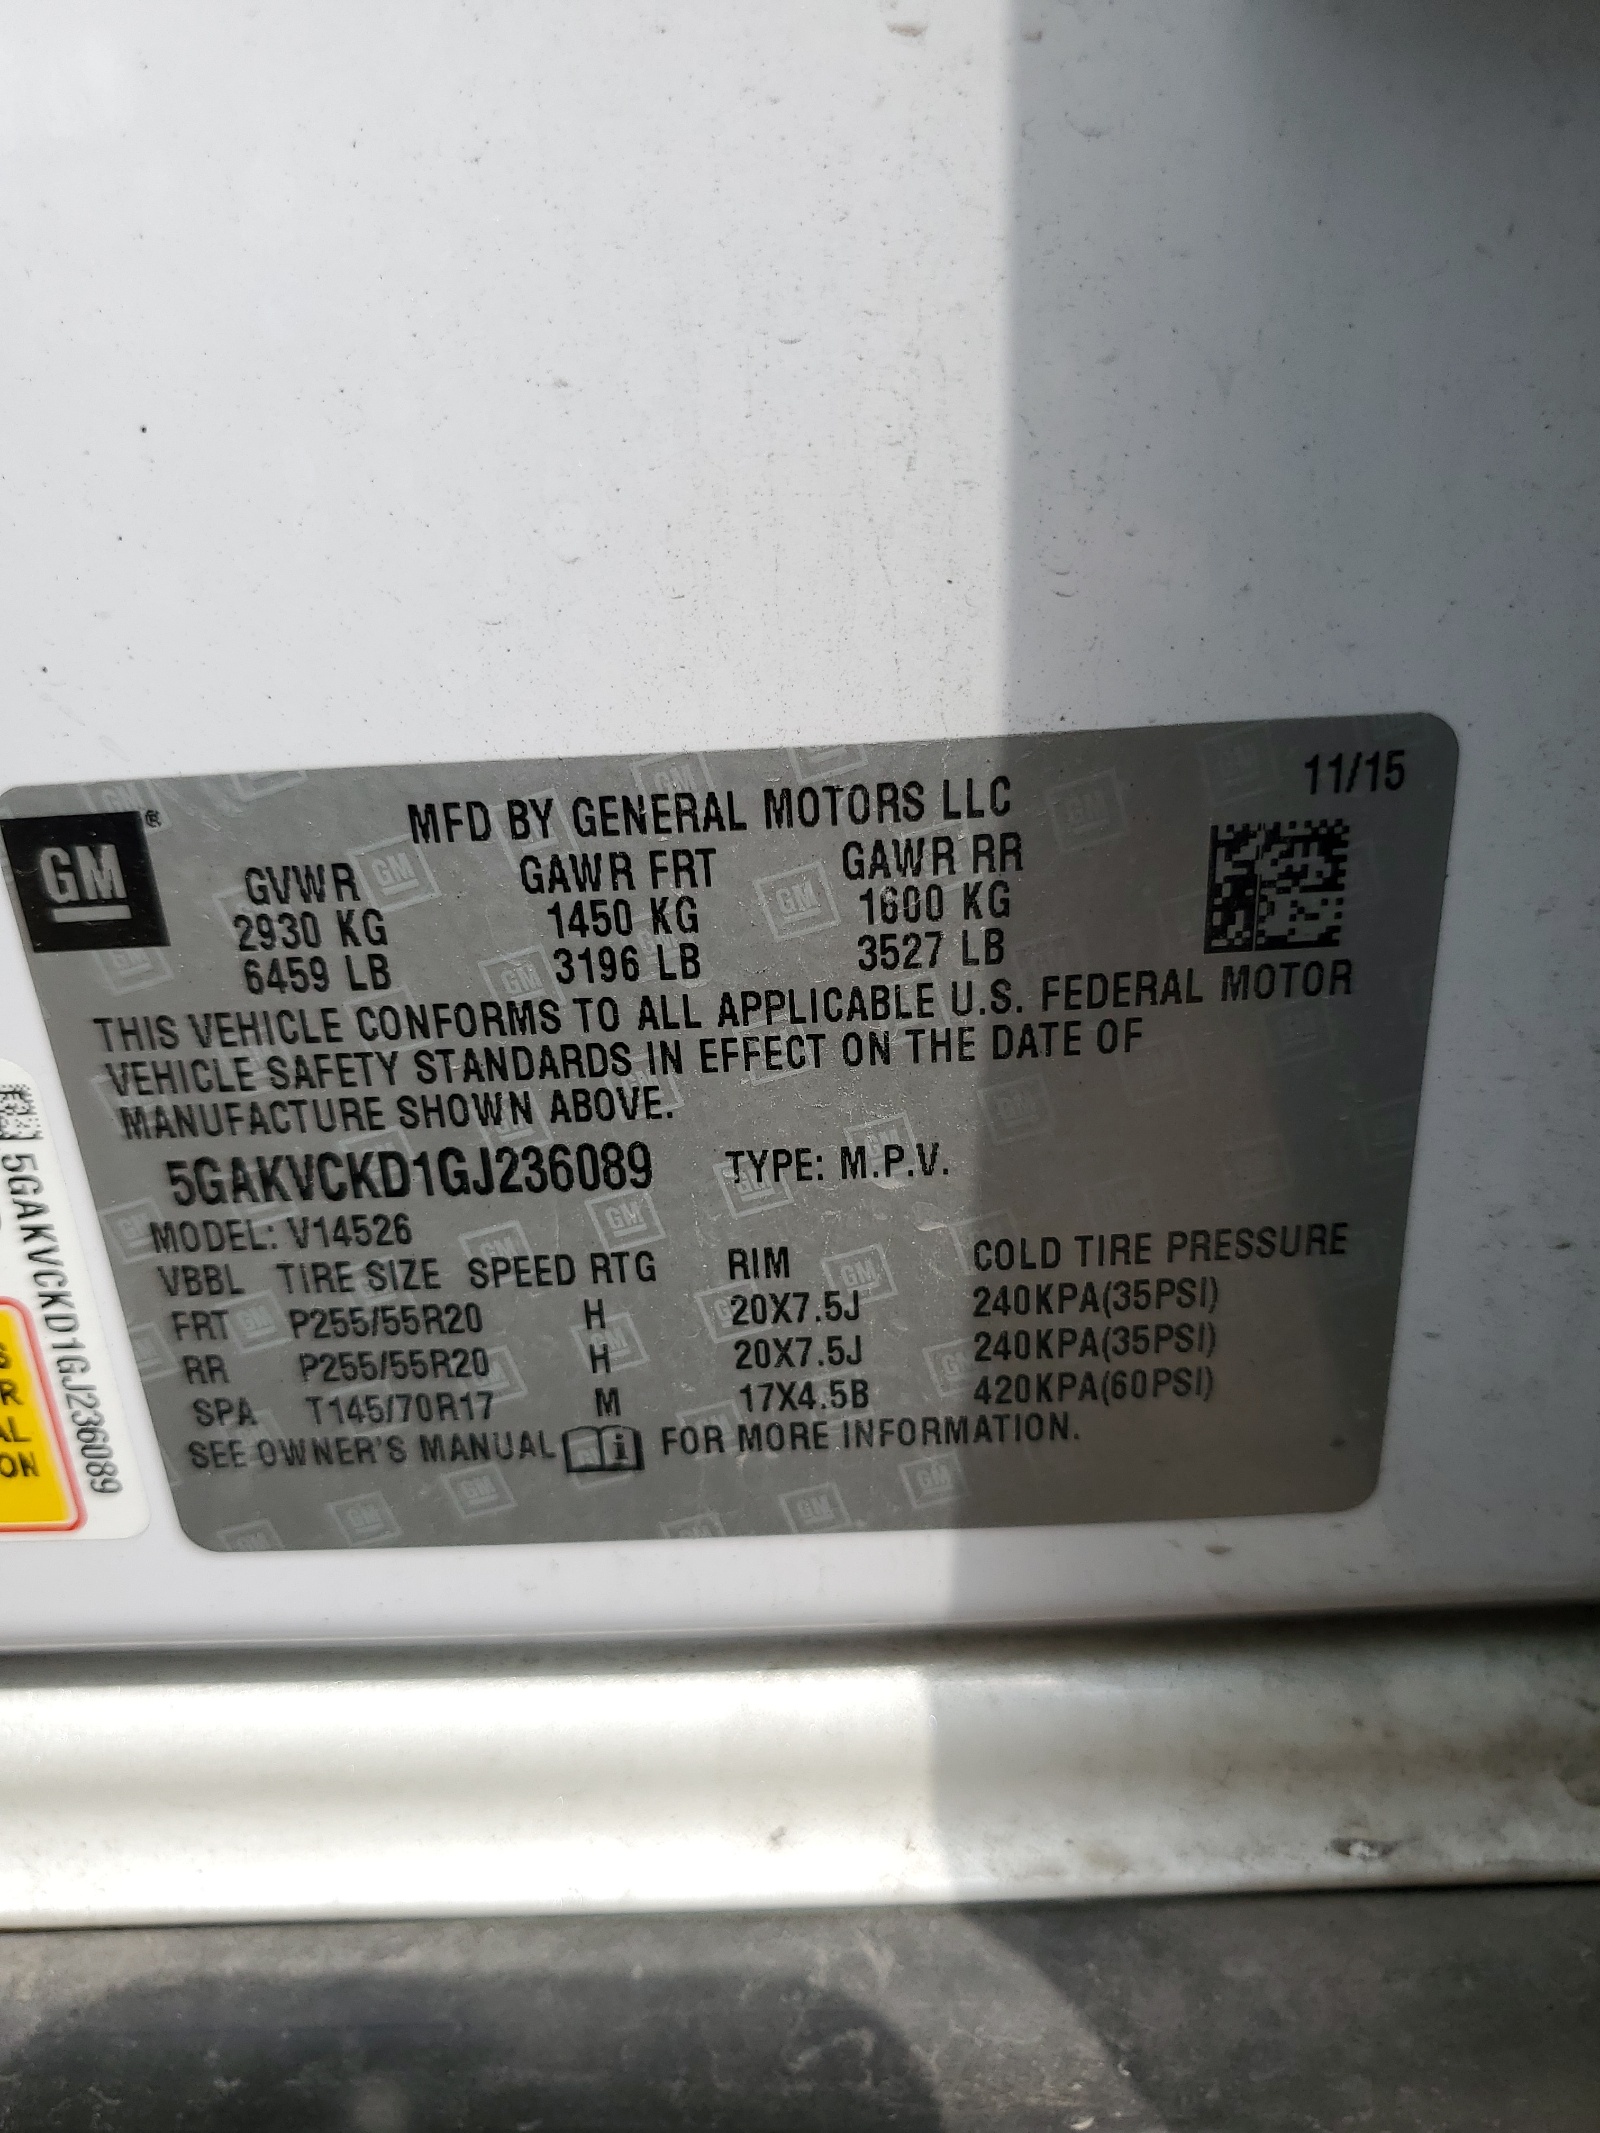 11/15
GM ®
MFD BY GENERAL MOTORS LLC
GVWR GAWR FRT GAWR RR
2930 KG 1450 KG 1600 KG
6459 LB 3196 LB 3527 LB
THIS VEHICLE CONFORMS TO ALL APPLICABLE U.S. FEDERAL MOTOR
VEHICLE SAFETY STANDARDS IN EFFECT ON THE DATE OF
MANUFACTURE SHOWN ABOVE.
5GAKVCKD1GJ236089 TYPE: M.P.V.
MODEL: V14526
VBBL TIRE SIZE SPEED RTG RIM COLD TIRE PRESSURE
FRT P255/55R20 H 20X7.5J 240KPA(35PSI)
RR P255/55R20 H 20X7.5J 240KPA(35PSI)
SPA T145/70R17 M 17X4.5B 420KPA(60PSI)
SEE OWNER'S MANUAL i FOR MORE INFORMATION.
5GAKVCKD1GJ236089